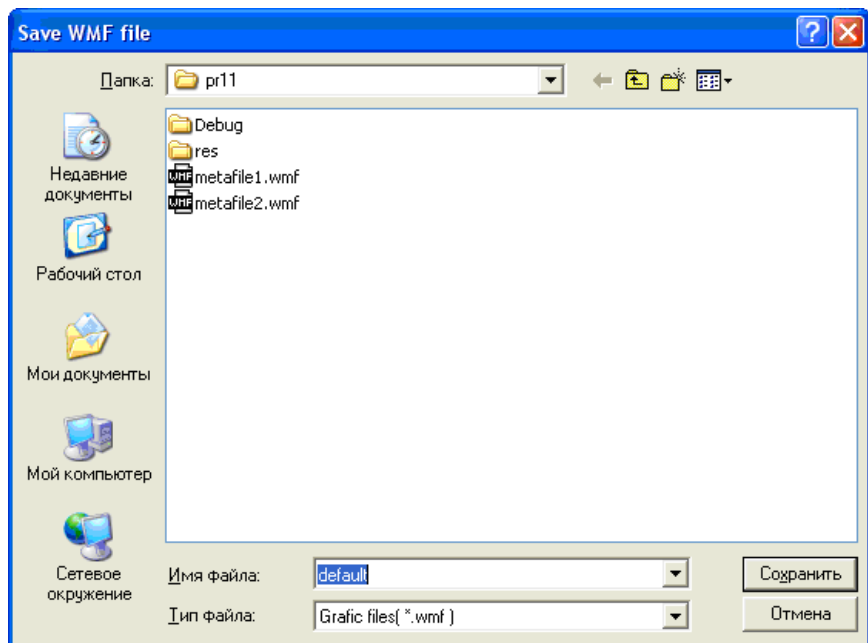 Save WMF file
Папка: pr11
Debug
res
metafile1.wmf
metafile2.wmf
Недавние
документы
Рабочий стол
Мои документы
Мой компьютер
Сетевое
окружение
Имя файла: default
Сохранить
Тип файла: Grafic files( *.wmf )
Отмена